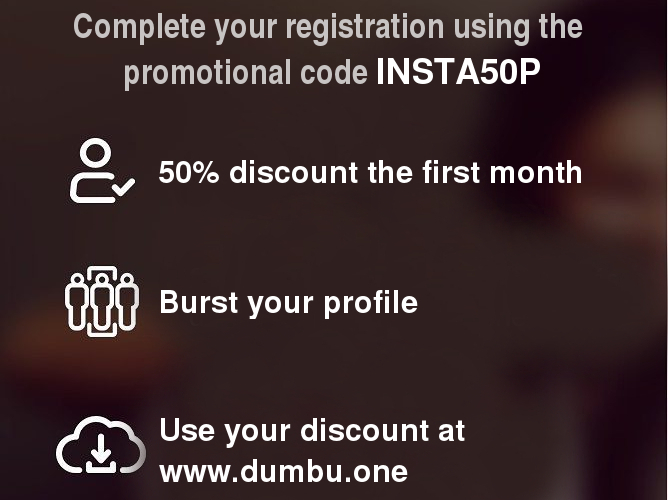 Complete your registration using the
promotional code INSTA50P
50% discount the first month
Burst your profile
Use your discount at
www.dumbu.one